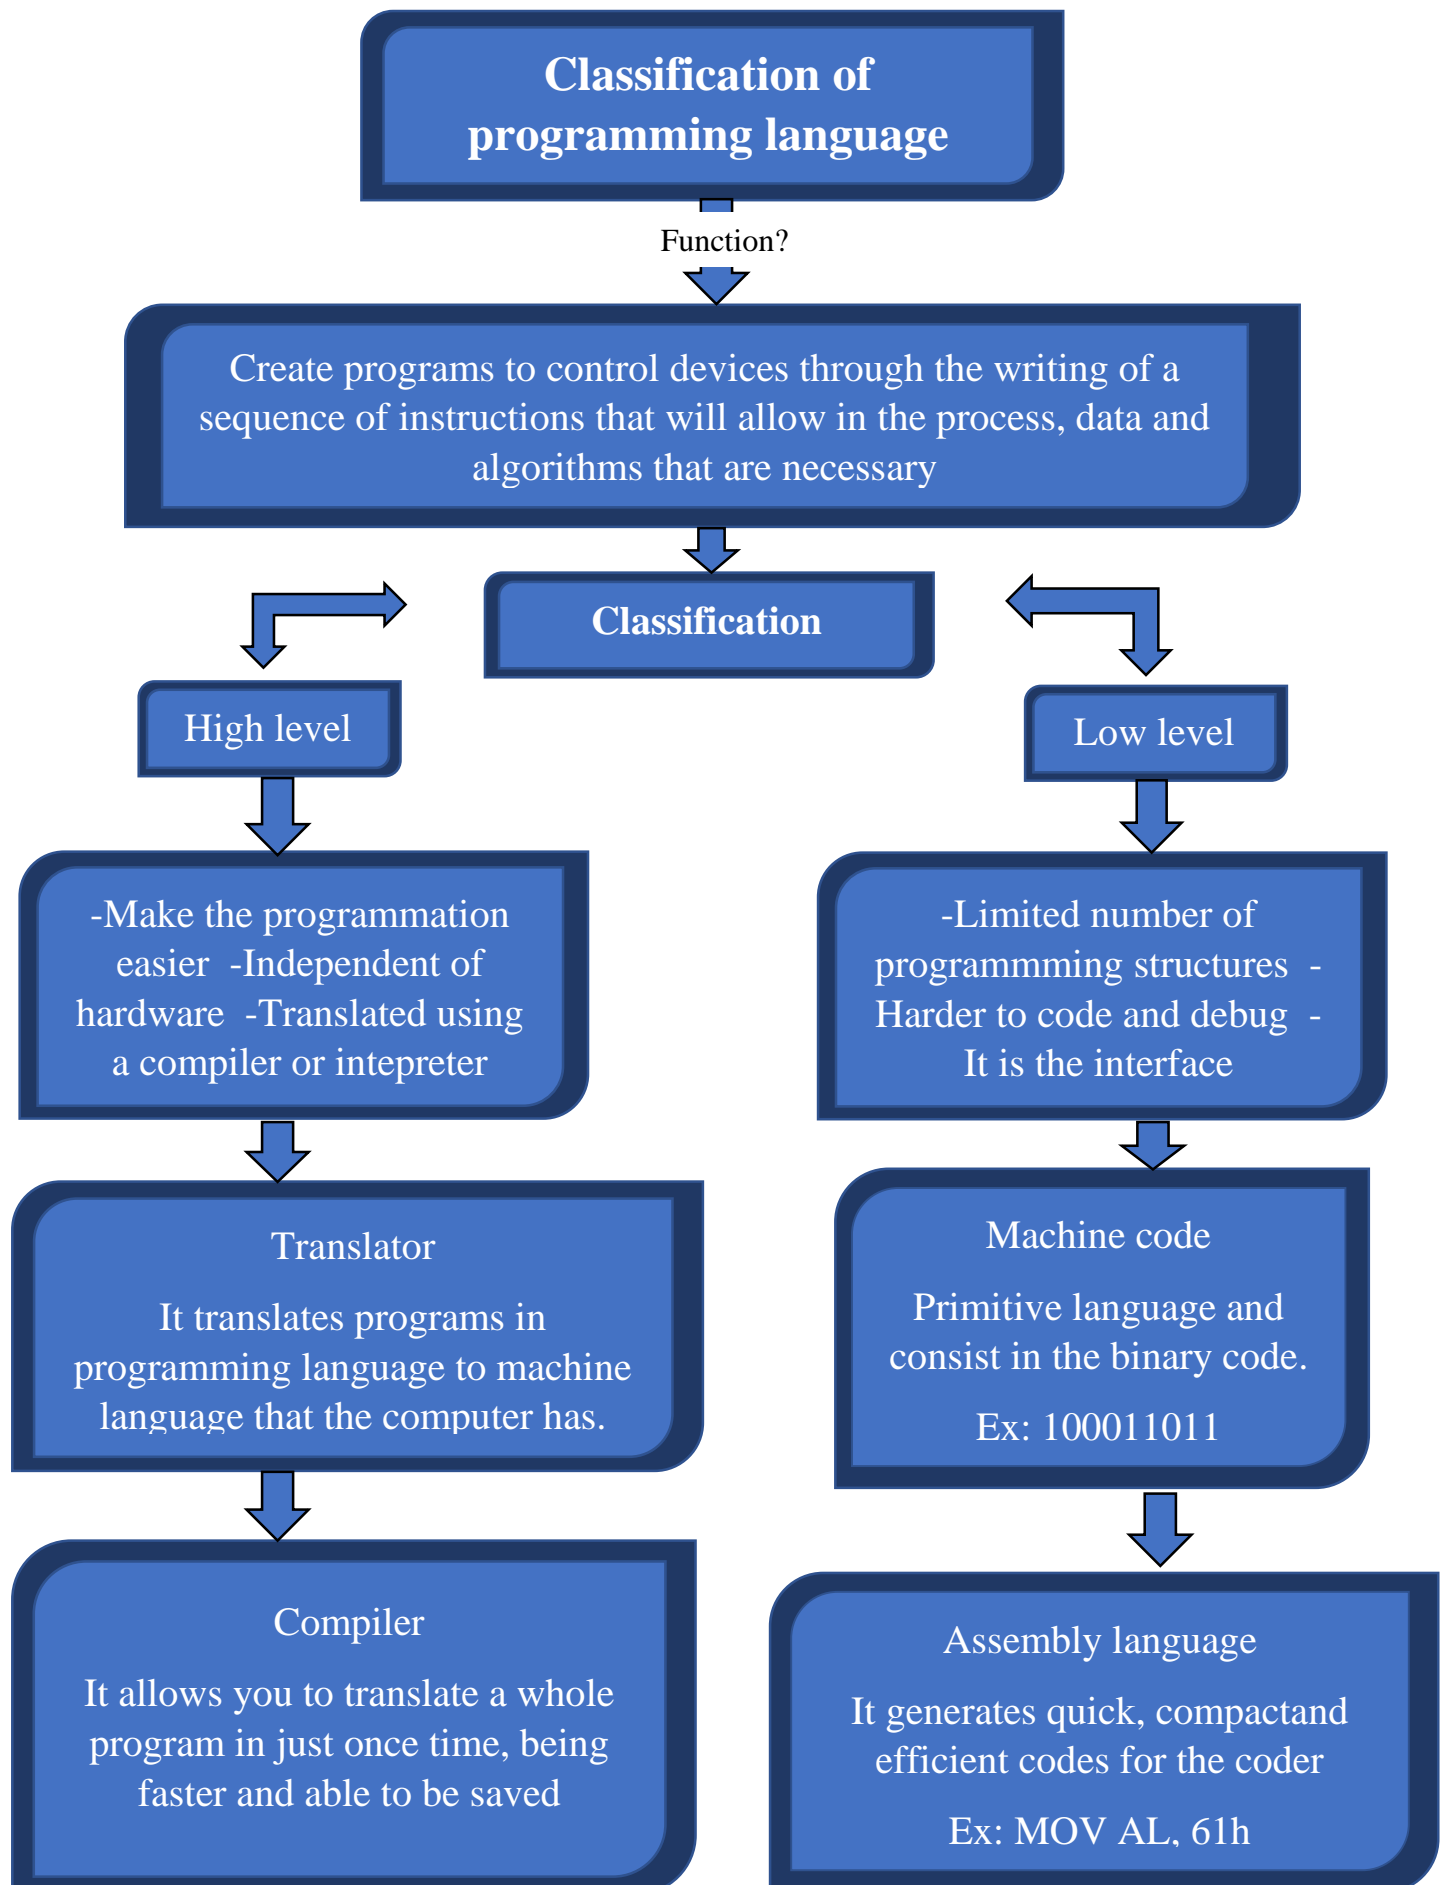 Classification of
programming language
Function?
Create programs to control devices through the writing of a
sequence of instructions that will allow in the process, data and
algorithms that are necessary
Classification
High level
Low level
-Make the programmation
easier -Independent of
hardware -Translated using
a compiler or intepreter
-Limited number of
programmming structures -
Harder to code and debug -
It is the interface
Translator
It translates programs in
programming language to machine
language that the computer has.
Machine code
Primitive language and
consist in the binary code.
Ex: 100011011
Compiler
It allows you to translate a whole
program in just once time, being
faster and able to be saved
Assembly language
It generates quick, compactand
efficient codes for the coder
Ex: MOV AL, 61h